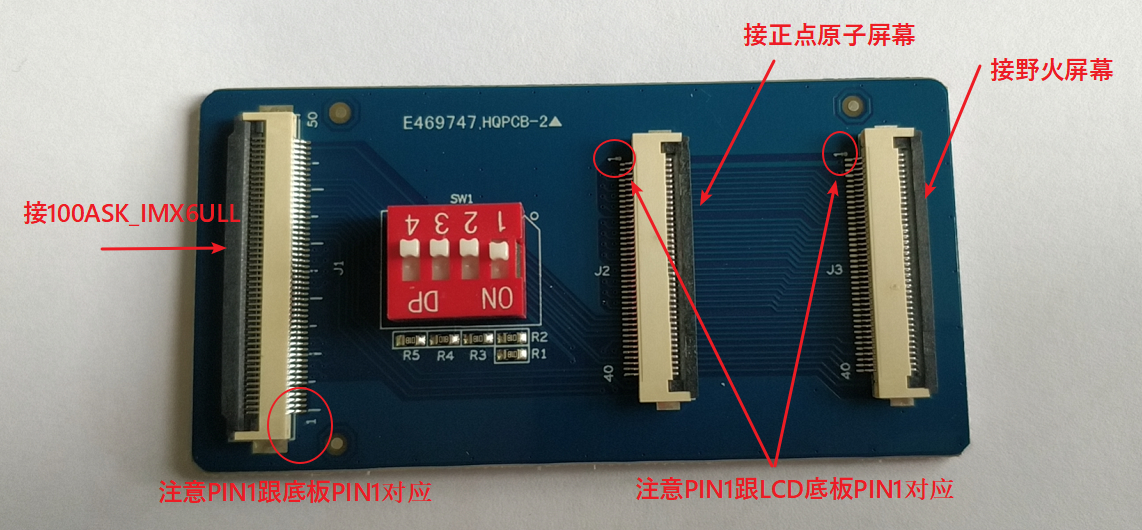 接正点原子屏幕
接野火屏幕
50
E469747 HQPCB-2
1
1
接100ASK_IMX6ULL
SW1
4 3 2 1
J1
J2
J3
DP ON
R2
R5 R4 R3 R1
40
40
1
注意PIN1跟底板PIN1对应
注意PIN1跟LCD底板PIN1对应